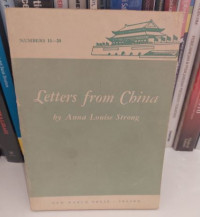 NUMBERS 11-20
Letters from China
by Anna Louise Strong
NEW WORLD PRESS · PEKING